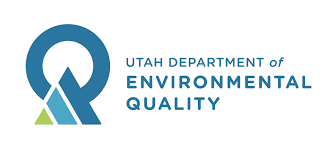 UTAH DEPARTMENT of
ENVIRONMENTAL
QUALITY